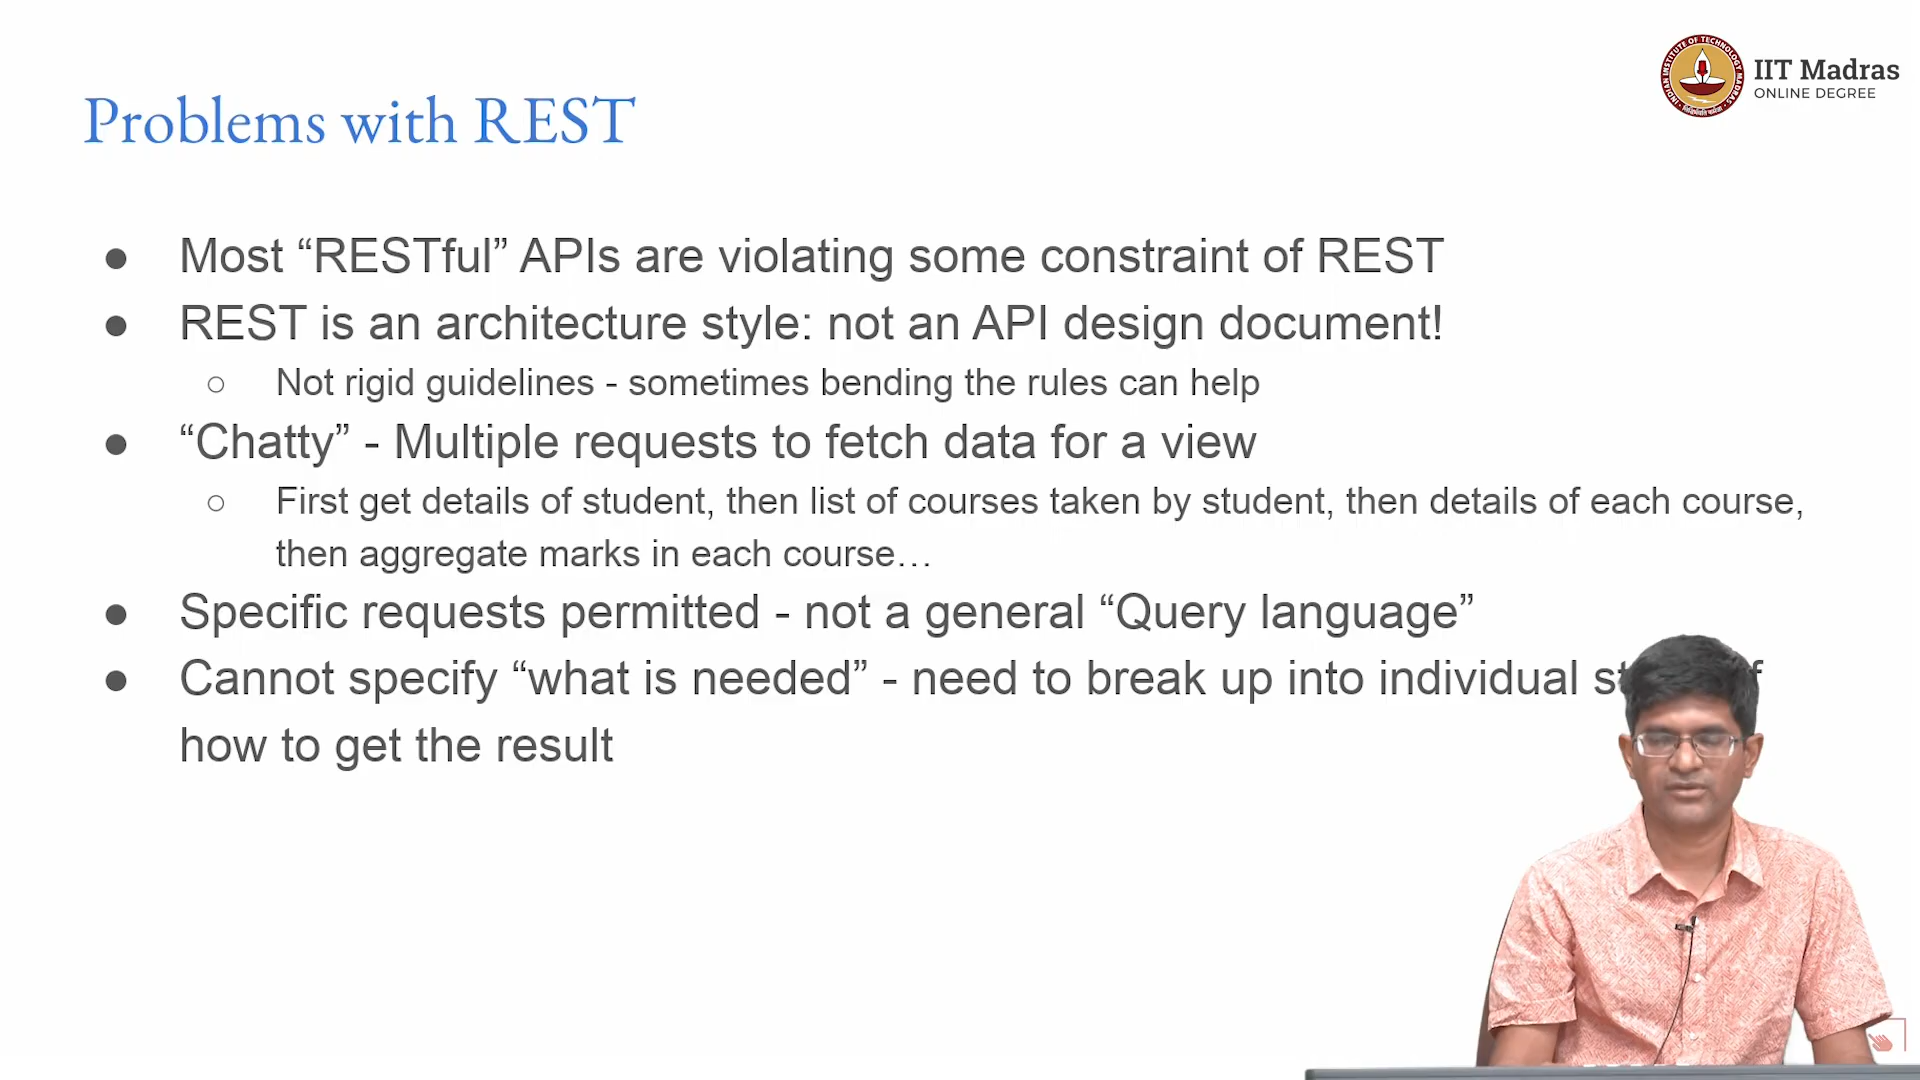 IIT Madras
ONLINE DEGREE
Problems with REST
● Most “RESTful” APIs are violating some constraint of REST
● REST is an architecture style: not an API design document!
○ Not rigid guidelines - sometimes bending the rules can help
● “Chatty” - Multiple requests to fetch data for a view
○ First get details of student, then list of courses taken by student, then details of each course,
then aggregate marks in each course…
● Specific requests permitted - not a general “Query language”
● Cannot specify “what is needed” - need to break up into individual
how to get the result